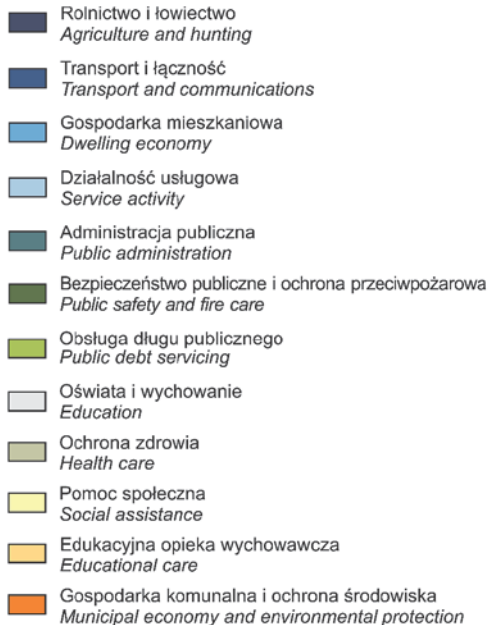 Rolnictwo i łowiectwo
Agriculture and hunting
Transport i łączność
Transport and communications
Gospodarka mieszkaniowa
Dwelling economy
Działalność usługowa
Service activity
Administracja publiczna
Public administration
Bezpieczeństwo publiczne i ochrona przeciwpożarowa
Public safety and fire care
Obsługa długu publicznego
Public debt servicing
Oświata i wychowanie
Education
Ochrona zdrowia
Health care
Pomoc społeczna
Social assistance
Edukacyjna opieka wychowawcza
Educational care
Gospodarka komunalna i ochrona środowiska
Municipal economy and environmental protection